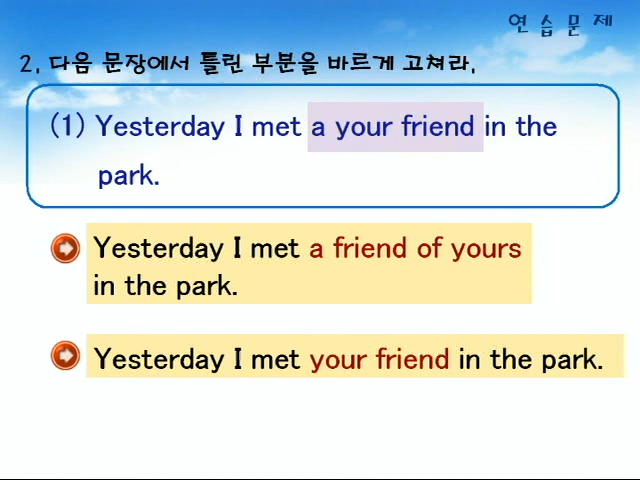 연습문제
2. 다음 문장에서 틀린 부분을 바르게 고쳐라.
(1) Yesterday I met a your friend in the
park.
Yesterday I met a friend of yours
in the park.
Yesterday I met your friend in the park.